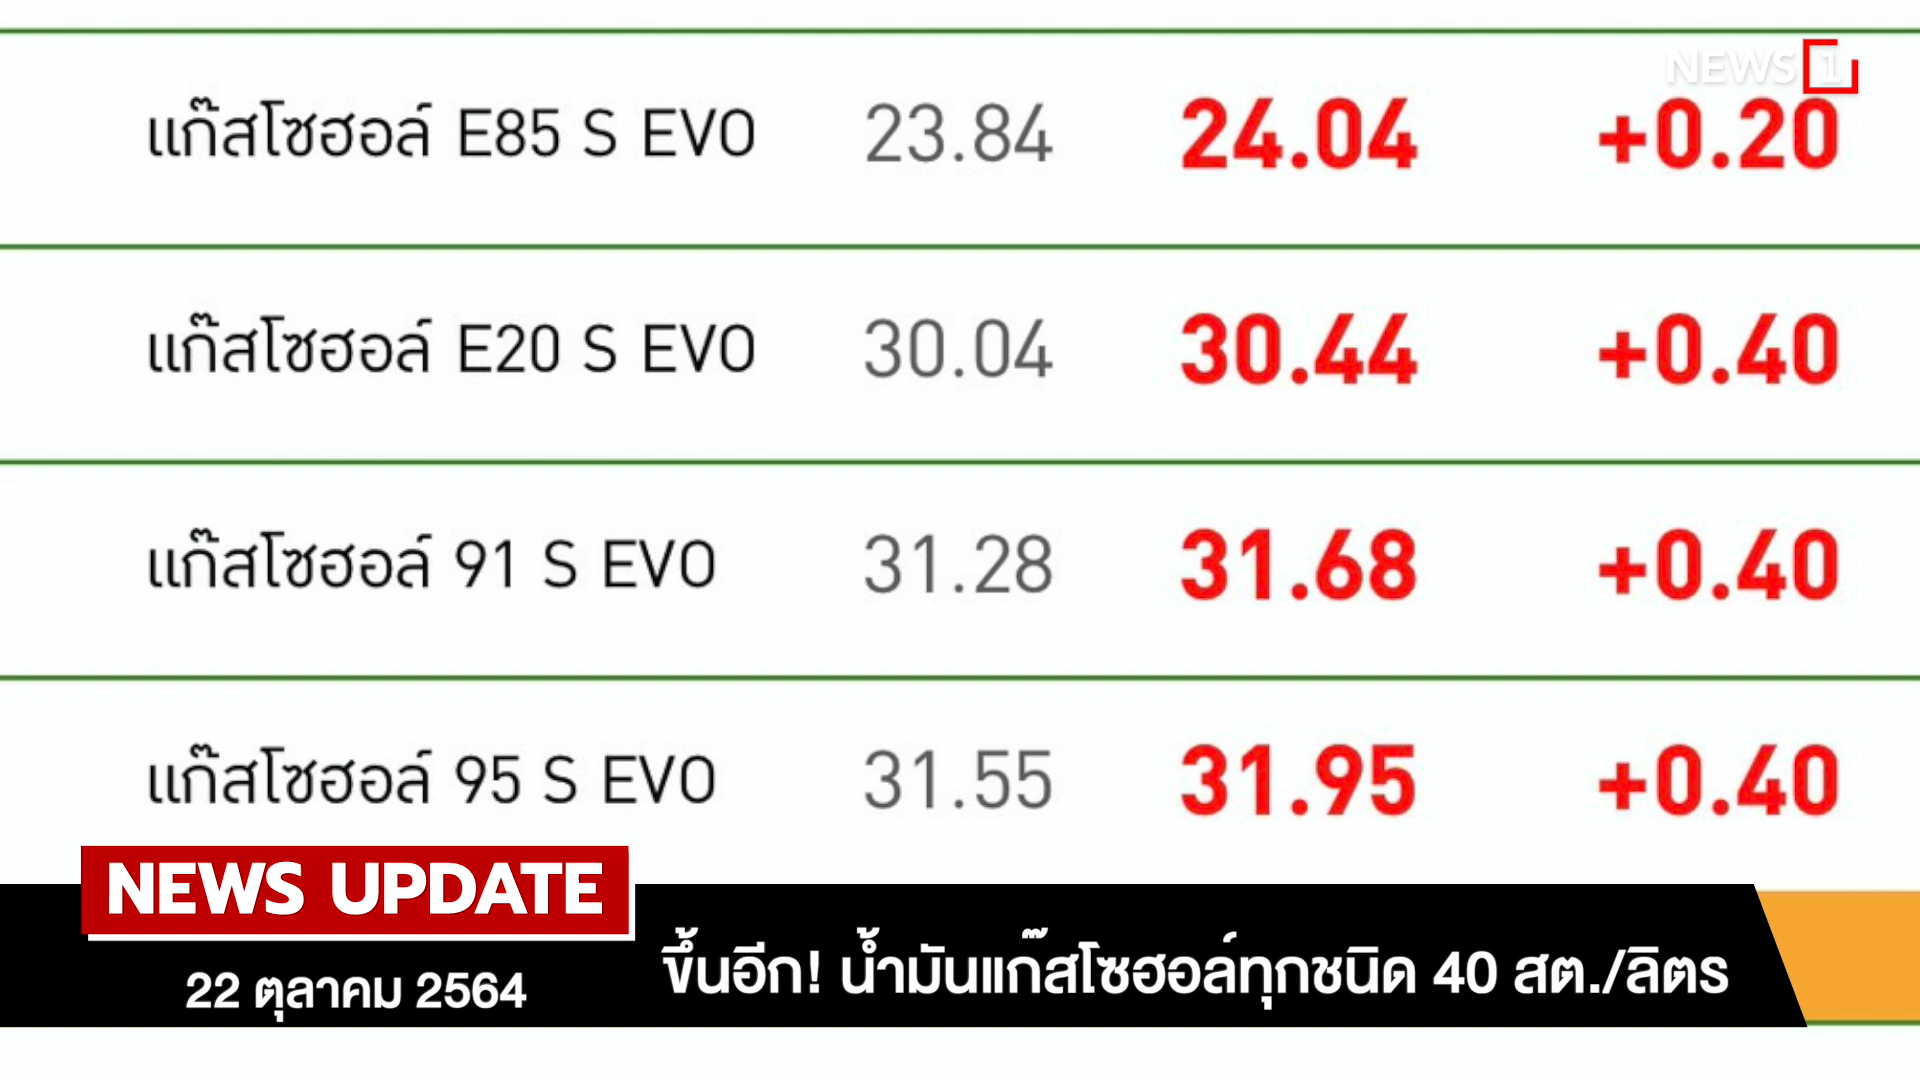 NEWS 1
แก๊สโซฮอล์ E85 S EVO 23.84 24.04 +0.20
แก๊สโซฮอล์ E20 S EVO 30.04 30.44 +0.40
แก๊สโซฮอล์ 91 S EVO 31.28 31.68 +0.40
แก๊สโซฮอล์ 95 S EVO 31.55 31.95 +0.40
NEWS UPDATE
22 ตุลาคม 2564
ขึ้นอีก! น้ำมันแก๊สโซฮอล์ทุกชนิด 40 สต./ลิตร